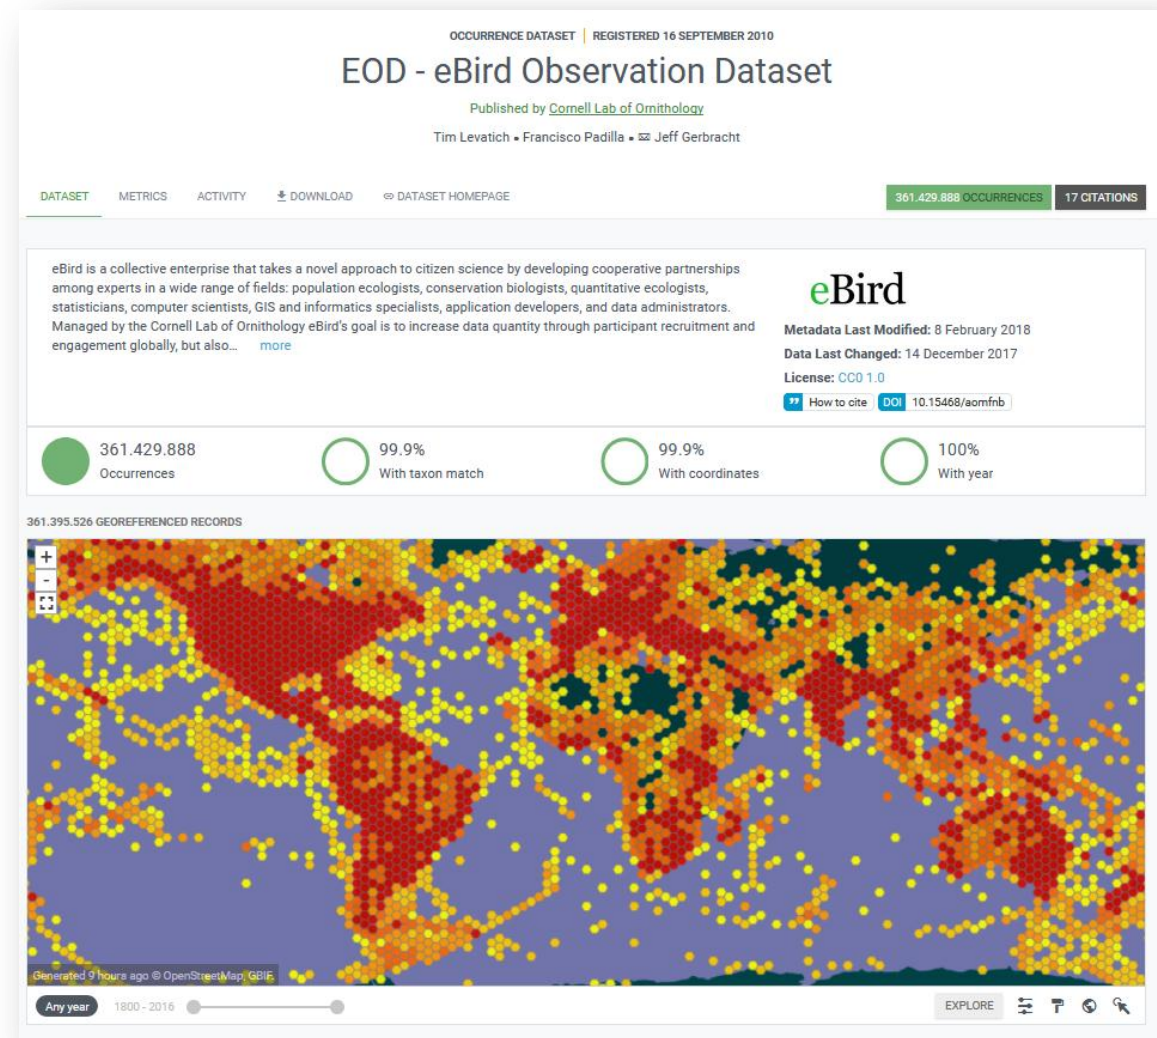 OCCURRENCE DATASET | REGISTERED 16 SEPTEMBER 2010
EOD - eBird Observation Dataset
Published by Cornell Lab of Ornithology
Tim Levatich • Francisco Padilla • Jeff Gerbracht
DATASET METRICS ACTIVITY DOWNLOAD DATASET HOMEPAGE 361.429.888 OCCURRENCES 17 CITATIONS
eBird is a collective enterprise that takes a novel approach to citizen science by developing cooperative partnerships
among experts in a wide range of fields: population ecologists, conservation biologists, quantitative ecologists,
statisticians, computer scientists, GIS and informatics specialists, application developers, and data administrators.
Managed by the Cornell Lab of Ornithology eBird's goal is to increase data quantity through participant recruitment and
engagement globally, but also... more
eBird
Metadata Last Modified: 8 February 2018
Data Last Changed: 14 December 2017
License: CC0 1.0
How to cite DOI 10.15468/aomfnb
361.429.888
Occurrences
99.9%
With taxon match
99.9%
With coordinates
100%
With year
361.395.526 GEOREFERENCED RECORDS
+
-
Generated 9 hours ago © OpenStreetMap, GBIF.
Any year 1800 - 2016 EXPLORE